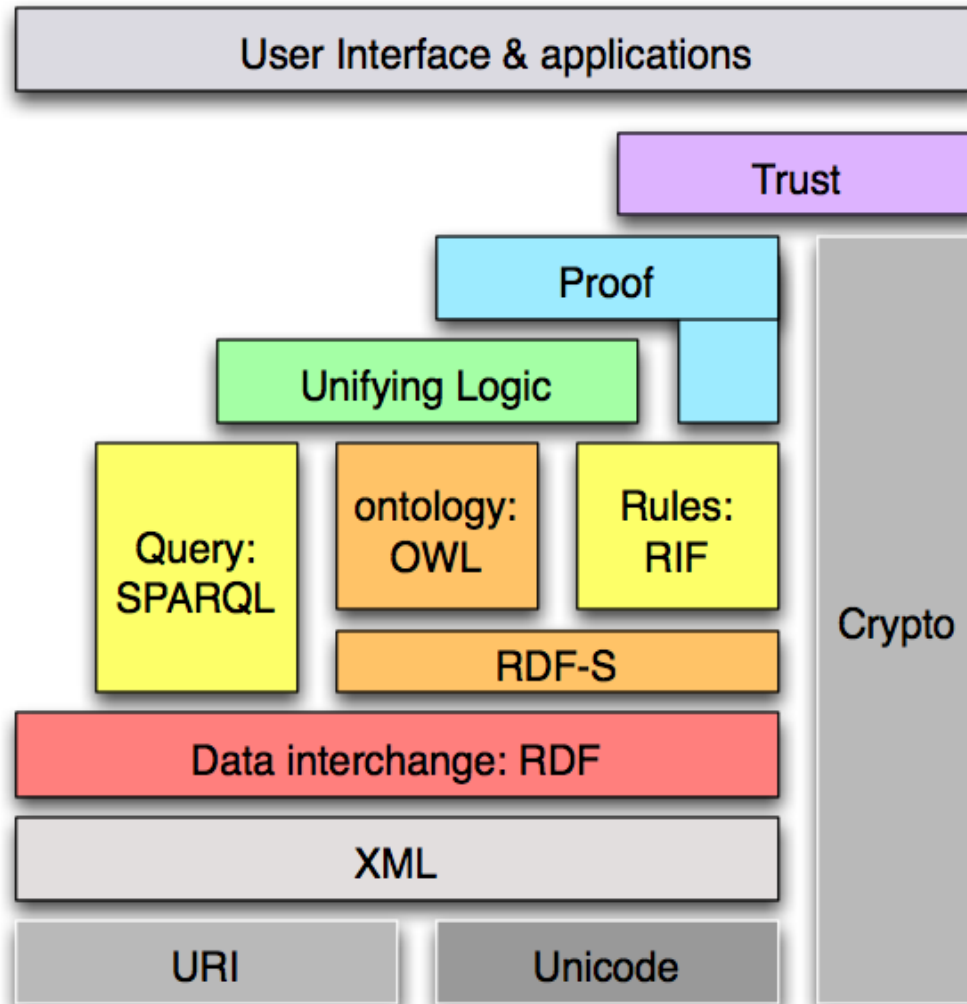 User Interface & applications
Trust
Proof
Unifying Logic
Query:
SPARQL
ontology:
OWL
Rules:
RIF
RDF-S
Crypto
Data interchange: RDF
XML
URI
Unicode